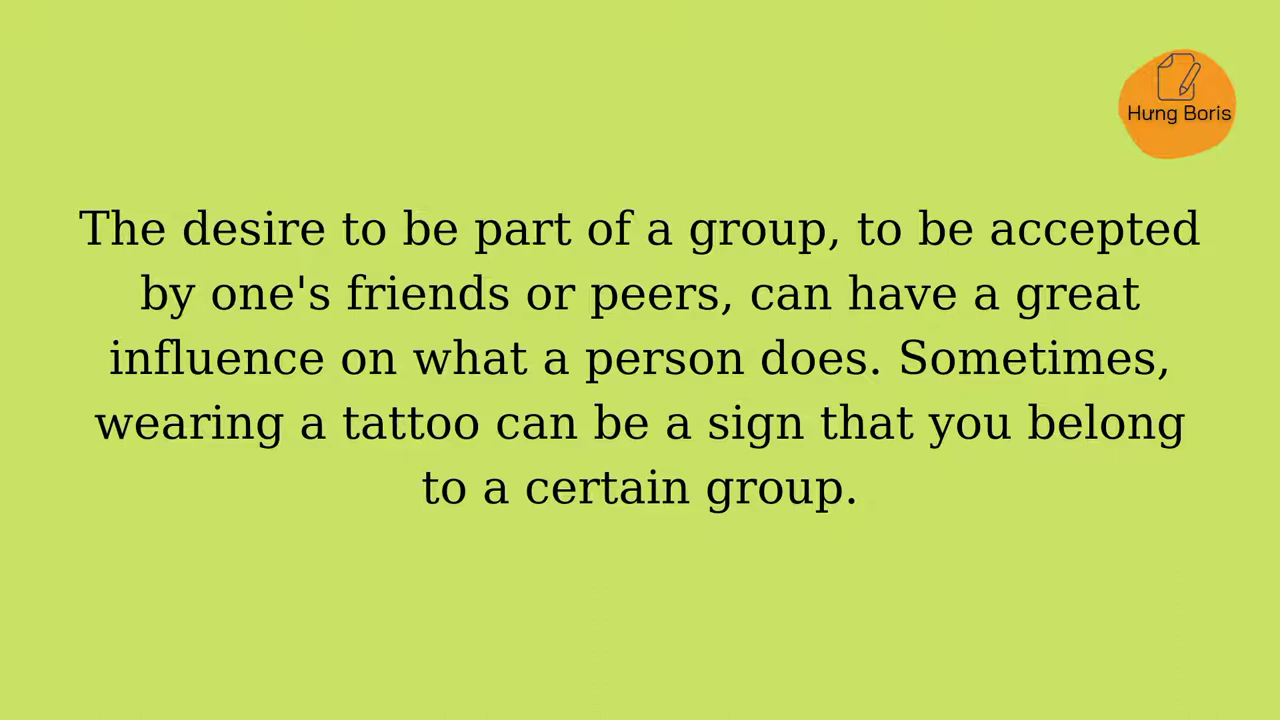 Hưng Boris
The desire to be part of a group, to be accepted
by one's friends or peers, can have a great
influence on what a person does. Sometimes,
wearing a tattoo can be a sign that you belong
to a certain group.